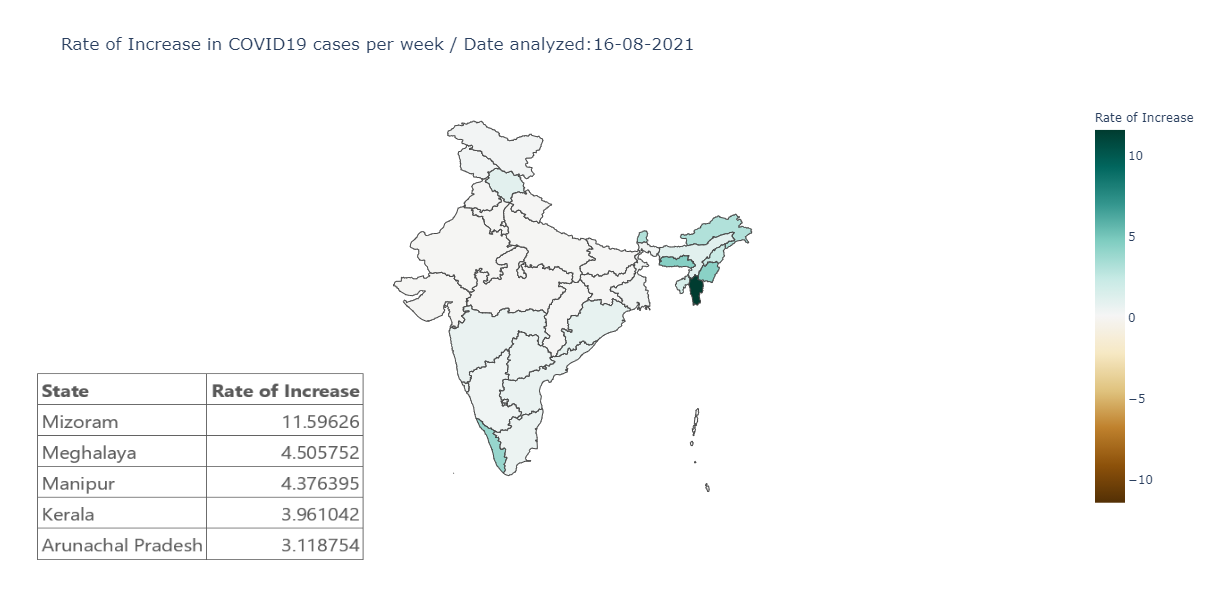 Rate of Increase in COVID19 cases per week / Date analyzed:16-08-2021
Rate of Increase
10
5
0
−5
−10
State Rate of Increase
Mizoram 11.59626
Meghalaya 4.505752
Manipur 4.376395
Kerala 3.961042
Arunachal Pradesh 3.118754